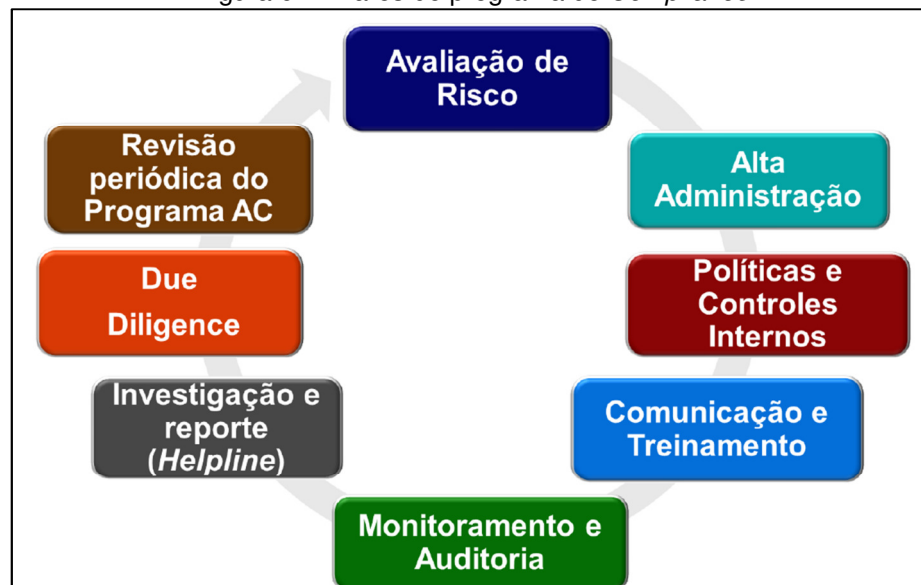 Avaliação de
Risco
Alta
Administração
Políticas e
Controles
Internos
Comunicação e
Treinamento
Monitoramento e
Auditoria
Investigação e
reporte
(Helpline)
Due
Diligence
Revisão
periódica do
Programa AC